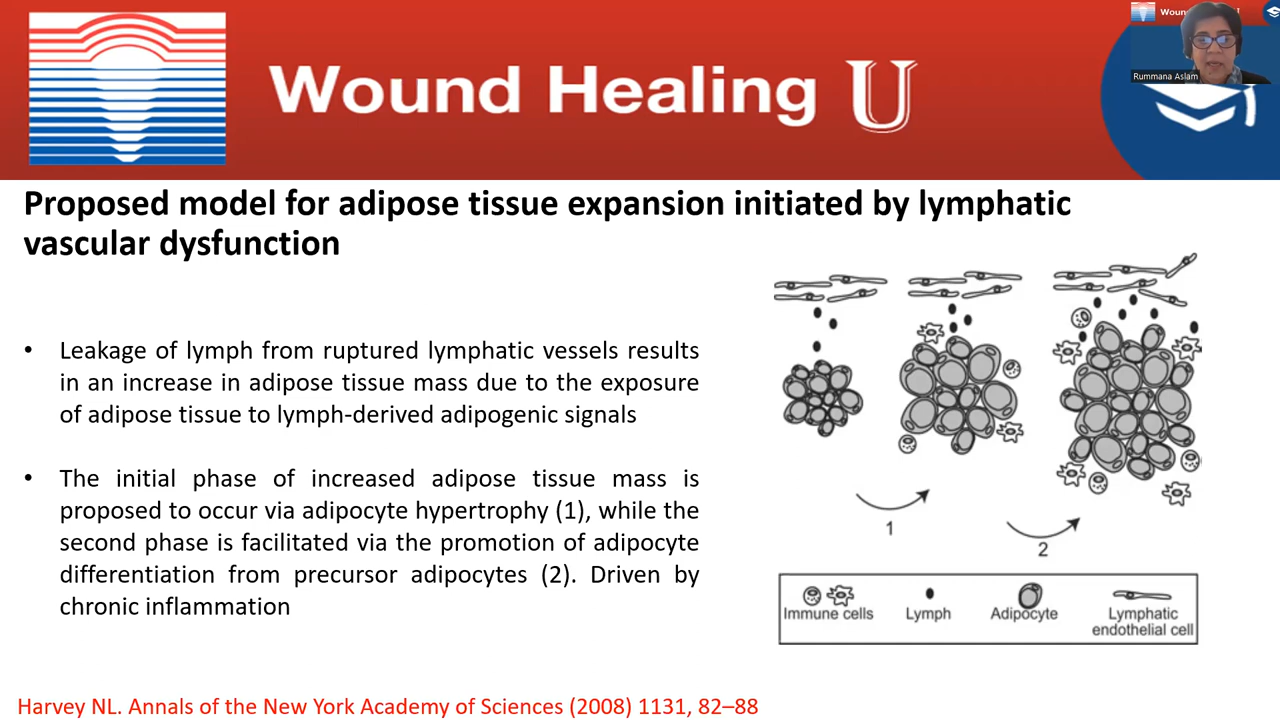 Wound Healing U
Rummana Aslam
Proposed model for adipose tissue expansion initiated by lymphatic
vascular dysfunction
• Leakage of lymph from ruptured lymphatic vessels results
in an increase in adipose tissue mass due to the exposure
of adipose tissue to lymph-derived adipogenic signals
• The initial phase of increased adipose tissue mass is
proposed to occur via adipocyte hypertrophy (1), while the
second phase is facilitated via the promotion of adipocyte
differentiation from precursor adipocytes (2). Driven by
chronic inflammation
1
2
Immune cells
Lymph
Adipocyte
Lymphatic
endothelial cell
Harvey NL. Annals of the New York Academy of Sciences (2008) 1131, 82–88